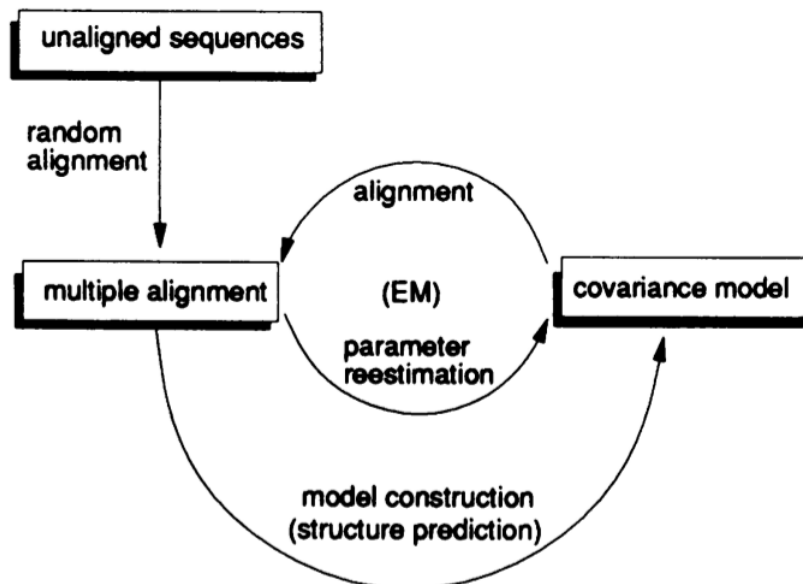 unaligned sequences
random
alignment
alignment
multiple alignment
(EM)
covariance model
parameter
reestimation
model construction
(structure prediction)